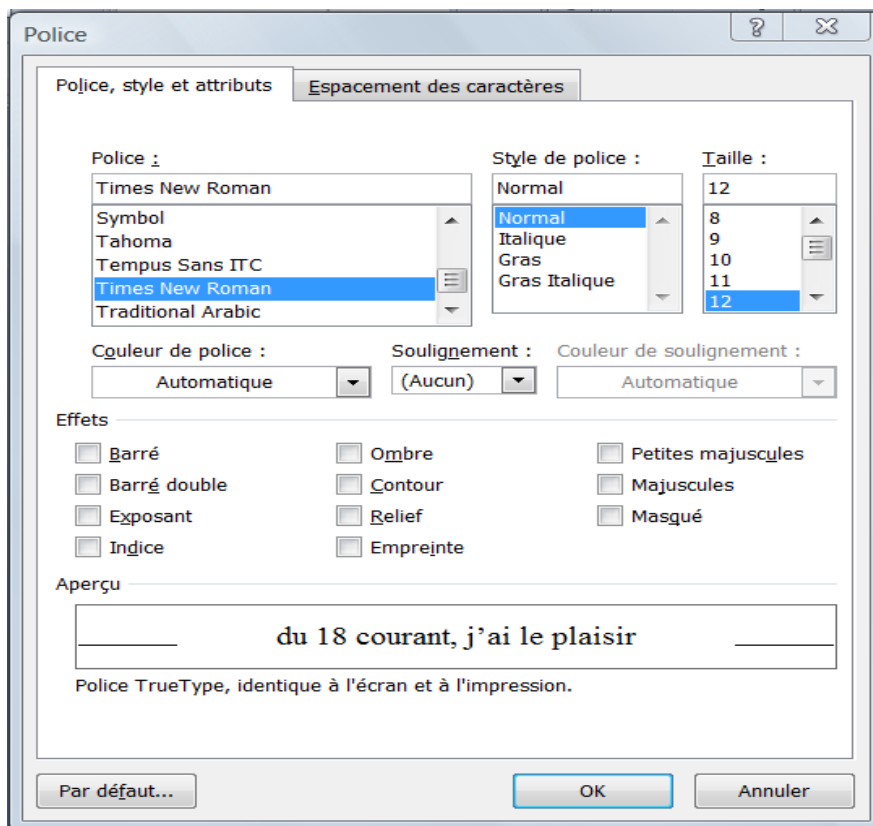 Police
Police, style et attributs
Espacement des caractères
Police :
Style de police :
Taille :
Times New Roman
Normal
12
Symbol
Tahoma
Tempus Sans ITC
Times New Roman
Traditional Arabic
Normal
Italique
Gras
Gras Italique
8
9
10
11
12
Couleur de police :
Soulignement :
Couleur de soulignement :
Automatique
(Aucun)
Automatique
Effets
Barré
Ombre
Petites majuscules
Barré double
Contour
Majuscules
Exposant
Relief
Masqué
Indice
Empreinte
Aperçu
du 18 courant, j’ai le plaisir
Police TrueType, identique à l'écran et à l'impression.
Par défaut...
OK
Annuler